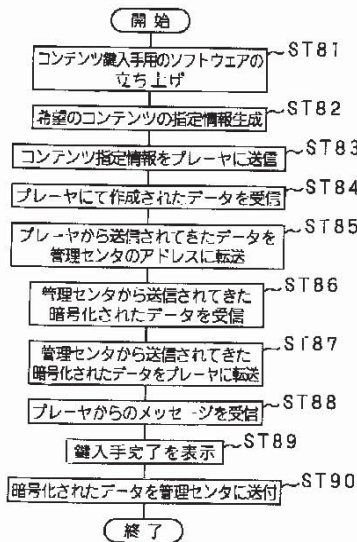 開始
ST81
コンテンツ鍵入手用のソフトウェアの
立ち上げ
ST82
希望のコンテンツの指定情報生成
ST83
コンテンツ指定情報をプレーヤに送信
ST84
プレーヤにて作成されたデータを受信
ST85
プレーヤから送信されてきたデータを
管理センタのアドレスに転送
ST86
管理センタから送信されてきた
暗号化されたデータを受信
ST87
管理センタから送信されてきた
暗号化されたデータをプレーヤに転送
ST88
プレーヤからのメッセージを受信
ST89
鍵入手完了を表示
ST90
暗号化されたデータを管理センタに送付
終了